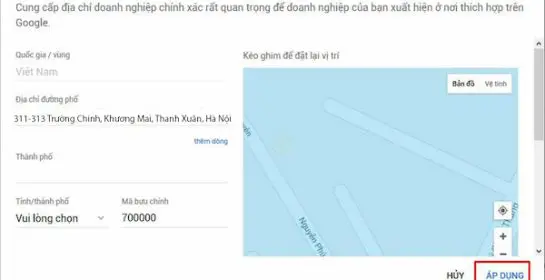 Cung cấp địa chỉ doanh nghiệp chính xác rất quan trọng để doanh nghiệp của bạn xuất hiện ở nơi thích hợp trên
Google.
Quốc gia / vùng
Việt Nam
Địa chỉ đường phố
311-313 Trường Chinh, Khương Mai, Thanh Xuân, Hà Nội
thêm dòng
Thành phố
Tỉnh/thành phố
Mã bưu chính
Vui lòng chọn
700000
Kéo ghim để đặt lại vị trí
Bản đồ
Vệ tinh
Nguyễn Phú
+
−
HỦY
ÁP DỤNG